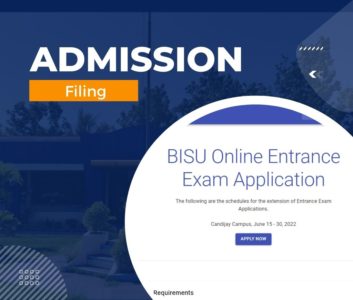 ADMISSION
Filing
BISU Online Entrance
Exam Application
The following are the schedules for the extension of Entrance Exam
Applications.
Candijay Campus, June 15 - 30, 2022
APPLY NOW
Requirements